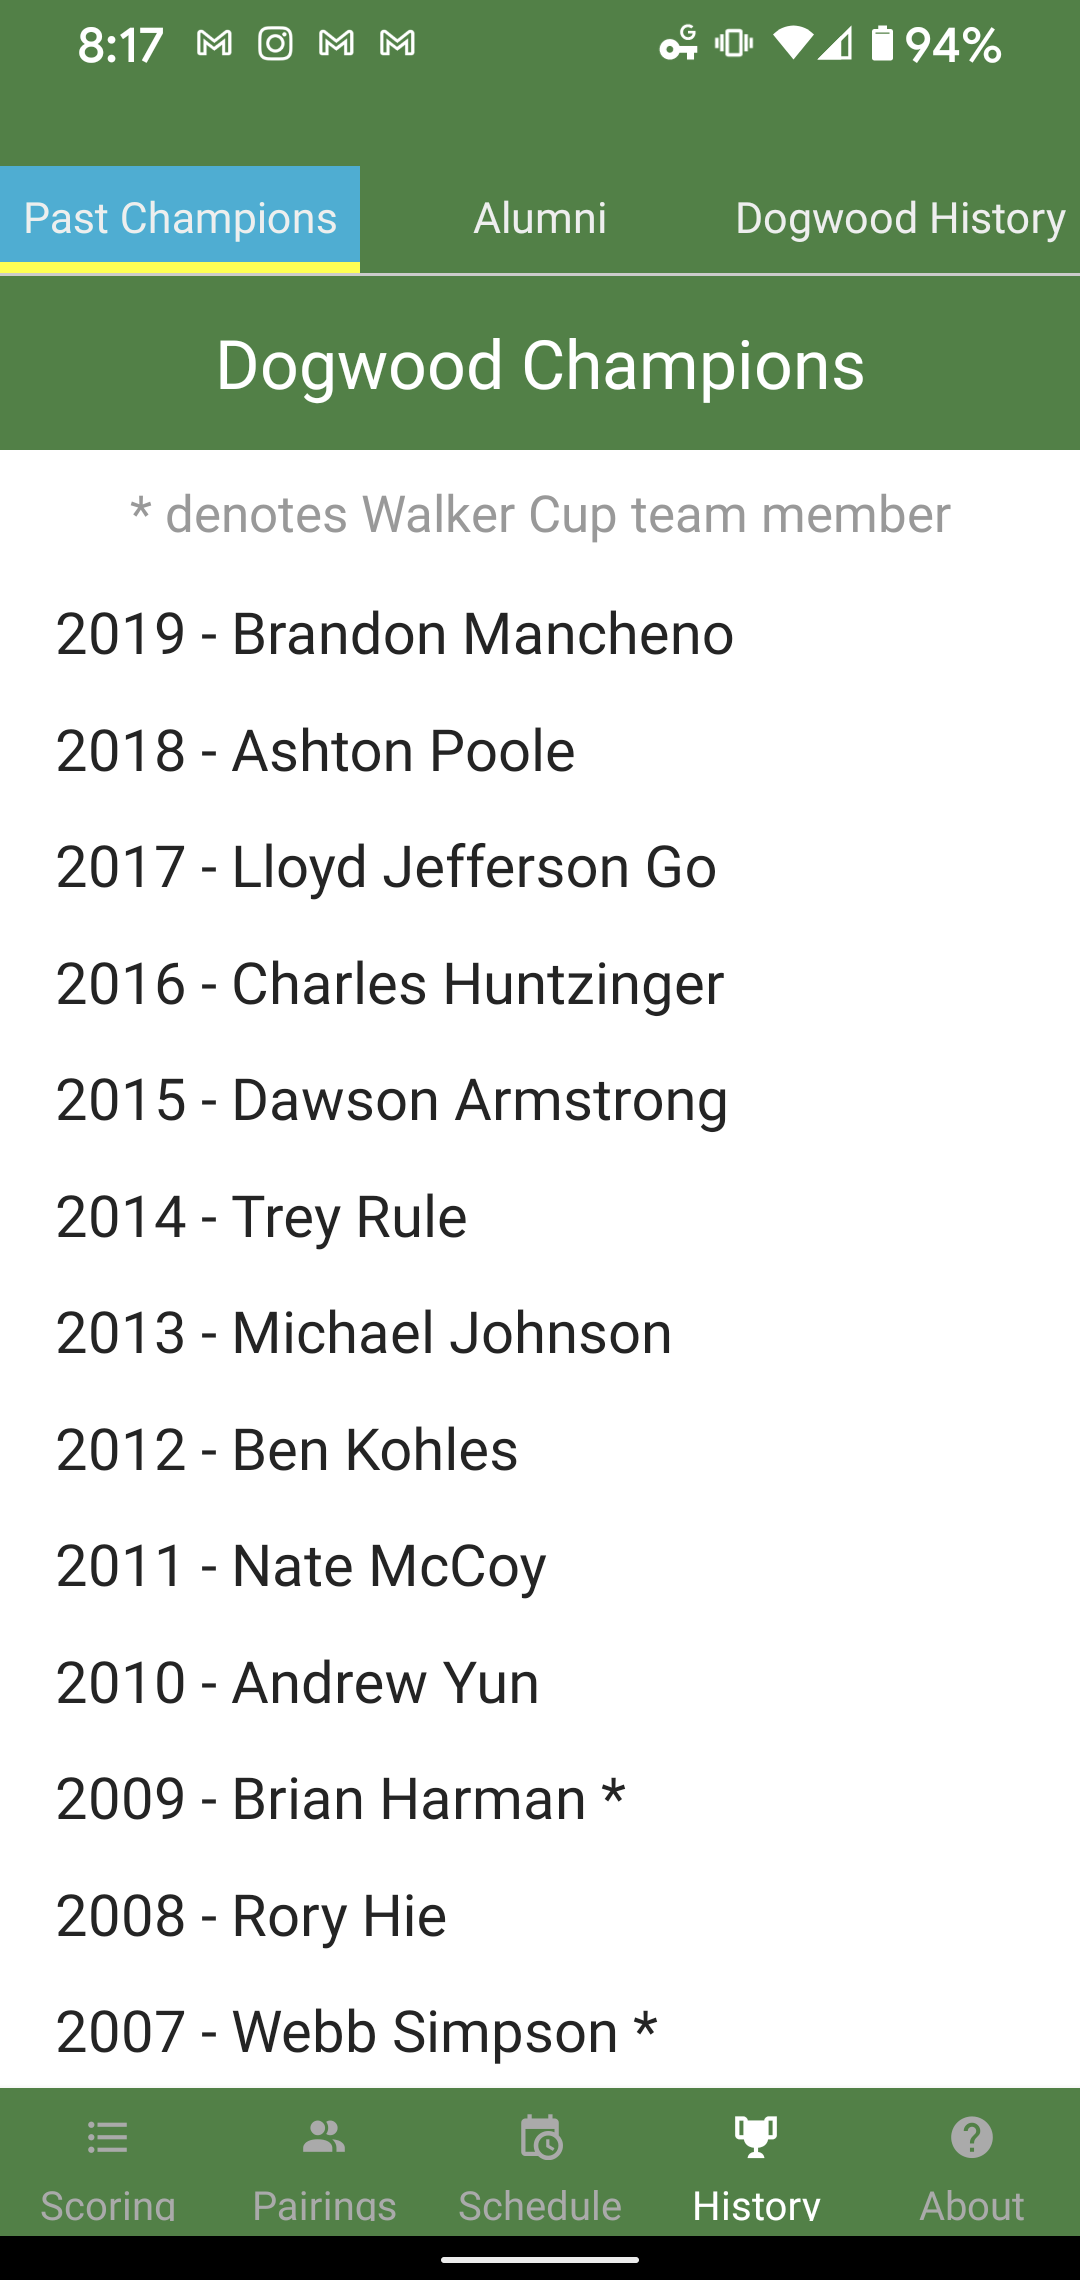 8:17 94%
Past Champions Alumni Dogwood History
Dogwood Champions
* denotes Walker Cup team member
2019 - Brandon Mancheno
2018 - Ashton Poole
2017 - Lloyd Jefferson Go
2016 - Charles Huntzinger
2015 - Dawson Armstrong
2014 - Trey Rule
2013 - Michael Johnson
2012 - Ben Kohles
2011 - Nate McCoy
2010 - Andrew Yun
2009 - Brian Harman *
2008 - Rory Hie
2007 - Webb Simpson *
Scoring Pairings Schedule History About